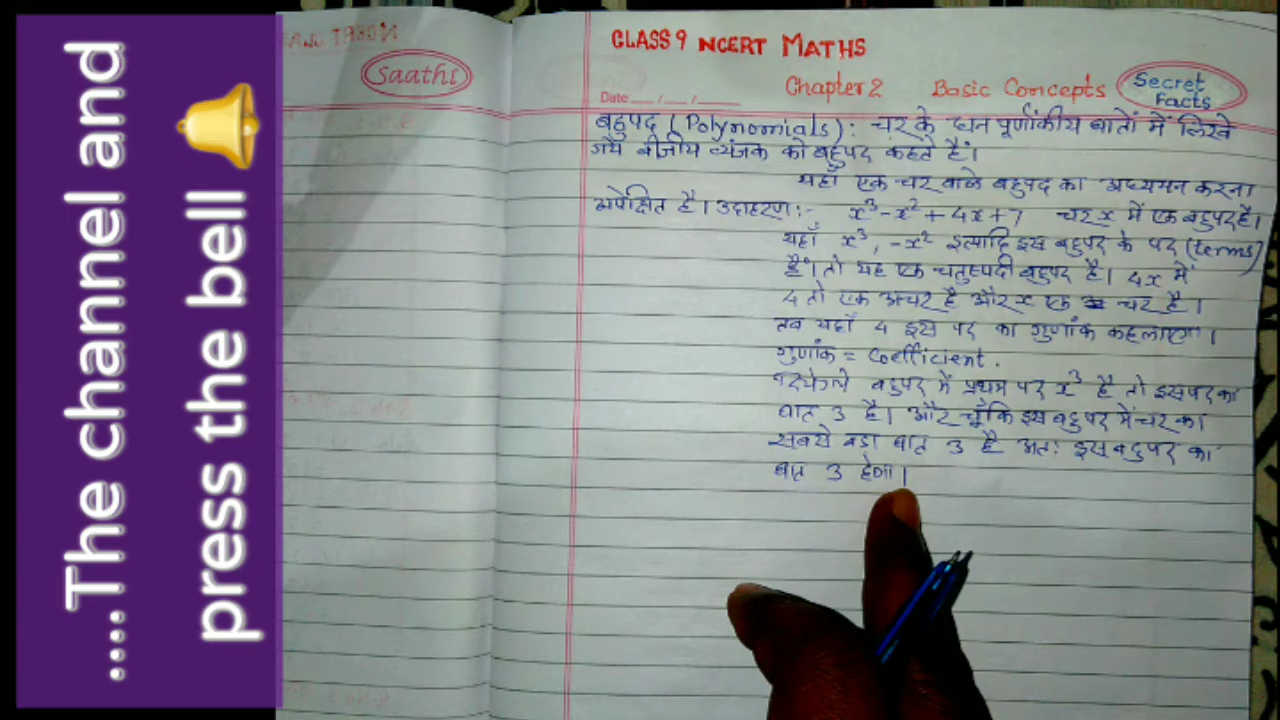 ....The channel and
press the bell 🔔
Saathi
CLASS 9 NCERT MATHS
Chapter 2 Basic Concepts Secret Facts
Date __/__/____
बहुपद (Polynomials): चर के धन पूर्णांकीय घातों में लिखे
गये बीजीय व्यंजक को बहुपद कहते हैं।
यहाँ एक चर वाले बहुपद का अध्ययन करना
अपेक्षित है। उदाहरण:- x³-x²+4x+7 चर x में एक बहुपद है।
यहाँ x³, -x² इत्यादि इस बहुपद के पद (terms)
हैं। तो यह एक चतुष्पदी बहुपद है। 4x में
4 तो एक अचर है और x एक चर है।
तब यहाँ 4 इस पद का गुणांक कहलाएगा।
गुणांक = Coefficient.
बहुपद में प्रथम पद x³ है तो इस पद का
घात 3 है। और चूँकि इस बहुपद में चर का
सबसे बड़ा घात 3 है अतः इस बहुपद का
घात 3 होगा।